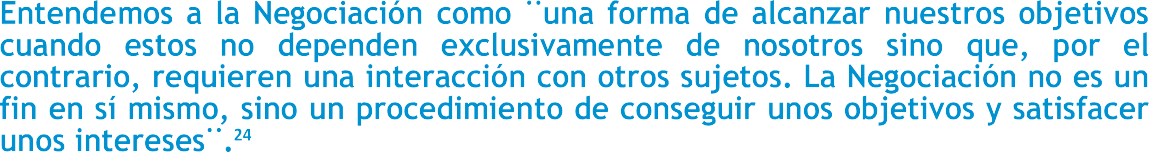 Entendemos a la Negociación como ¨una forma de alcanzar nuestros objetivos
cuando estos no dependen exclusivamente de nosotros sino que, por el
contrario, requieren una interacción con otros sujetos. La Negociación no es un
fin en sí mismo, sino un procedimiento de conseguir unos objetivos y satisfacer
unos intereses¨.24